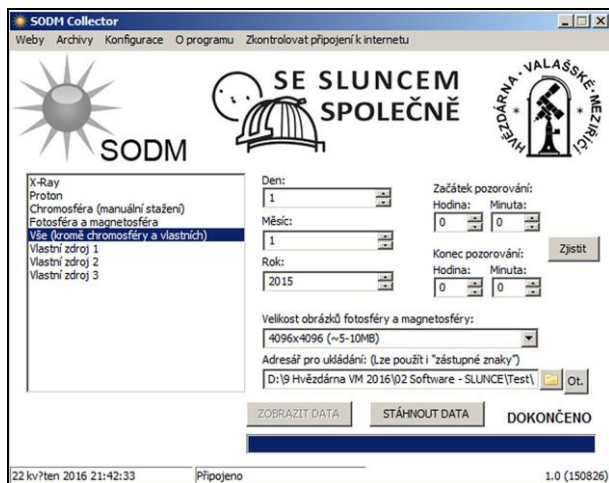 SODM Collector
Weby Archivy Konfigurace O programu Zkontrolovat připojení k internetu
SODM
SE SLUNCEM
SPOLEČNĚ
HVĚZDÁRNA VALAŠSKÉ MEZIŘÍČÍ
X-Ray
Proton
Chromosféra (manuální stažení)
Fotosféra a magnetosféra
Vše (kromě chromosféry a vlastních)
Vlastní zdroj 1
Vlastní zdroj 2
Vlastní zdroj 3
Den:
1
Měsíc:
1
Rok:
2015
Začátek pozorování:
Hodina: Minuta:
0 0
Konec pozorování:
Hodina: Minuta:
0 0
Zjistit
Velikost obrázků fotosféry a magnetosféry:
4096x4096 (~5-10MB)
Adresář pro ukládání: (Lze použít i "zástupné znaky")
D:\9 Hvězdárna VM 2016\02 Software - SLUNCE\Test\ Ot.
ZOBRAZIT DATA STÁHNOUT DATA DOKONČENO
22 kv?ten 2016 21:42:33 Připojeno 1.0 (150826)